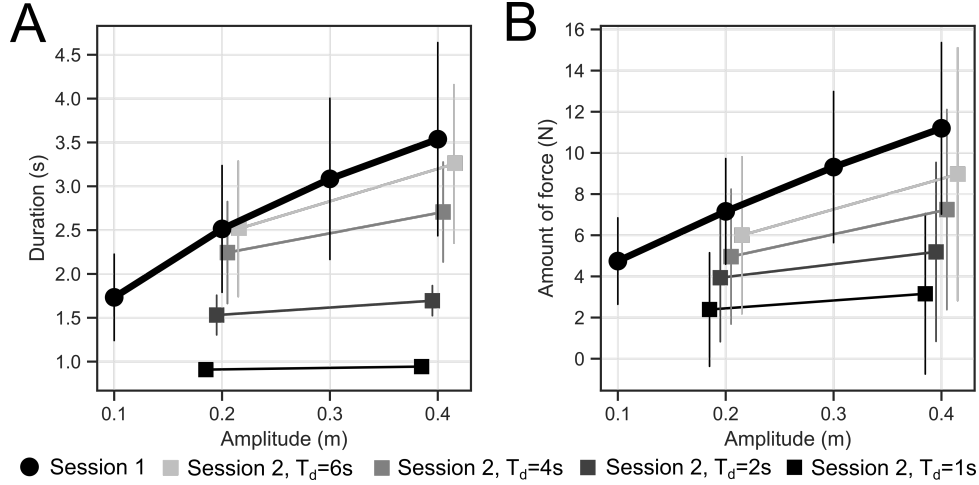 A
B
Duration (s)
4.5
4.0
3.5
3.0
2.5
2.0
1.5
1.0
0.1 0.2 0.3 0.4
Amplitude (m)
Amount of force (N)
16
14
12
10
8
6
4
2
0
0.1 0.2 0.3 0.4
Amplitude (m)
Session 1 Session 2, Td=6s Session 2, Td=4s Session 2, Td=2s Session 2, Td=1s